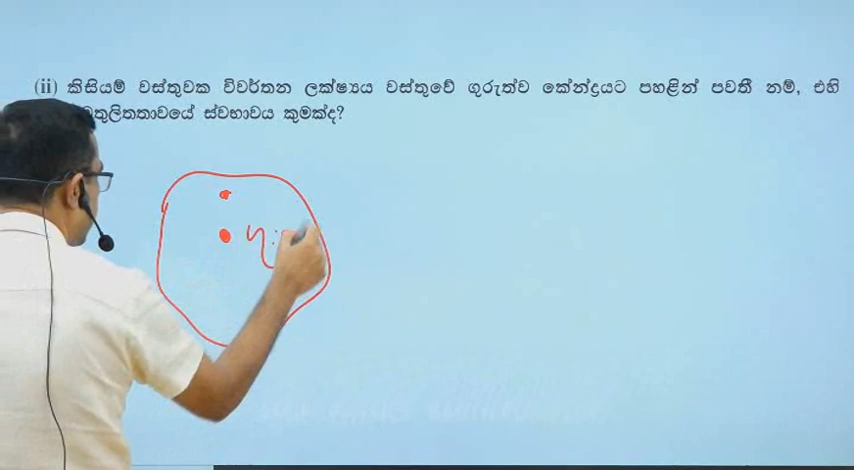 (ii) කිසියම් වස්තුවක විවර්තන ලක්ෂ්‍යය වස්තුවේ ගුරුත්ව කේන්ද්‍රයට පහළින් පවතී නම්, එහි
තුලිතතාවයේ ස්වභාවය කුමක්ද?